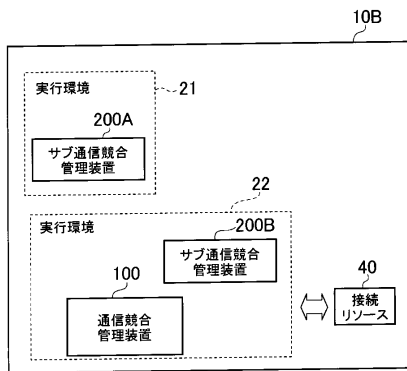 10B
実行環境
21
200A
サブ通信競合
管理装置
22
実行環境
200B
サブ通信競合
管理装置
100
通信競合
管理装置
40
接続
リソース